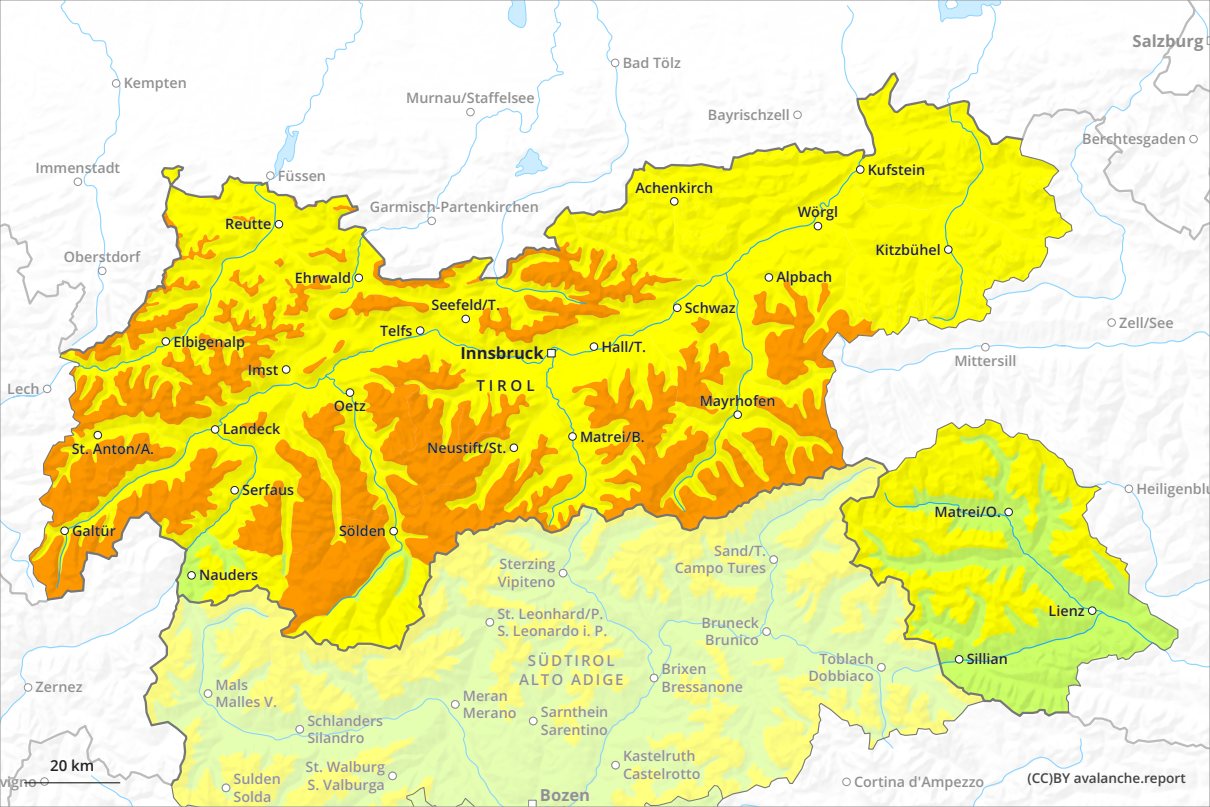 Salzburg
Bad Tölz
Kempten
Murnau/Staffelsee
Bayrischzell
Berchtesgaden
Immenstadt
Füssen
Kufstein
Achenkirch
Garmisch-Partenkirchen
Wörgl
Reutte
Kitzbühel
Oberstdorf
Ehrwald
Alpbach
Seefeld/T.
Schwaz
Telfs
Zell/See
Elbigenalp
Innsbruck
Hall/T.
Mittersill
Imst
TIROL
Lech
Oetz
Mayrhofen
Landeck
Matrei/B.
St. Anton/A.
Neustift/St.
Serfaus
Heiligenblu
Matrei/O.
Galtür
Sölden
Sterzing
Vipiteno
Sand/T.
Campo Tures
Nauders
St. Leonhard/P.
S. Leonardo i. P.
Lienz
Bruneck
Brunico
SÜDTIROL
ALTO ADIGE
Toblach
Dobbiaco
Sillian
Brixen
Bressanone
Zernez
Mals
Malles V.
Meran
Merano
Sarnthein
Sarentino
Schlanders
Silandro
Kastelruth
Castelrotto
St. Walburg
S. Valburga
20 km
vigno
Sulden
Solda
Cortina d'Ampezzo
(CC)BY avalanche.report
Bozen